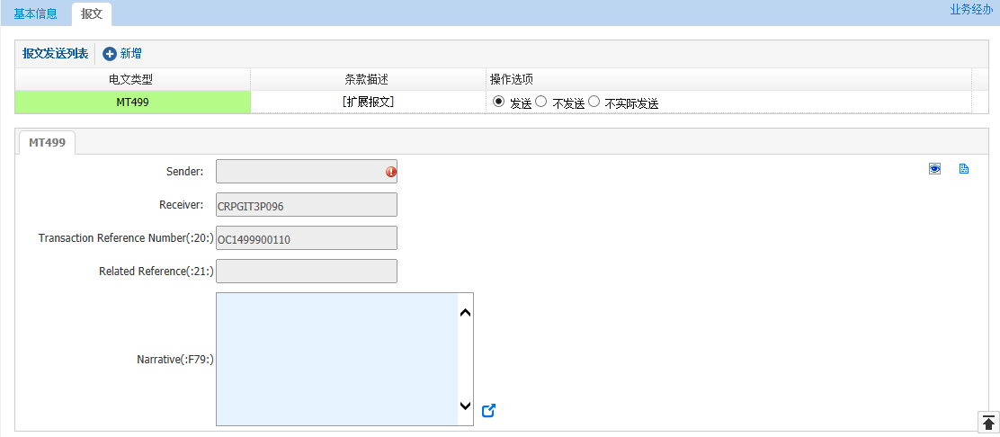 基本信息 报文 业务经办
报文发送列表 新增
电文类型 条款描述 操作选项
MT499 [扩展报文] 发送 不发送 不实际发送
MT499
Sender:
Receiver: CRPGIT3P096
Transaction Reference Number(:20:) OC1499900110
Related Reference(:21:)
Narrative(:F79:)